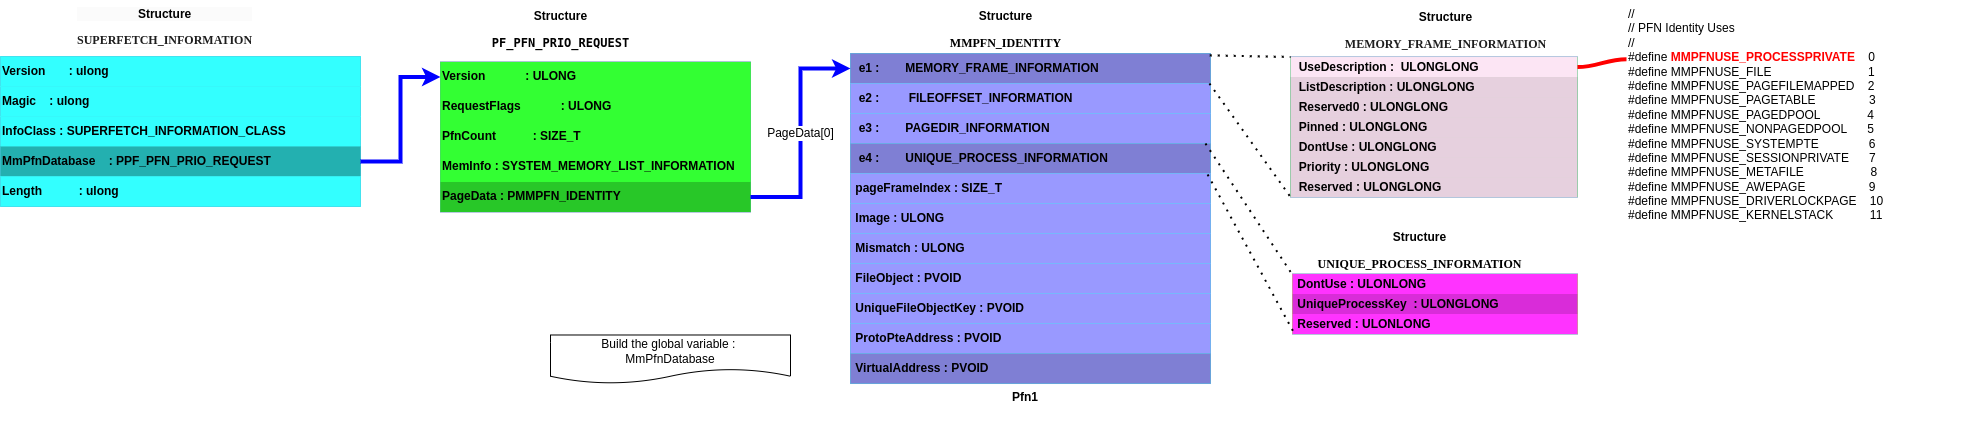 Structure
SUPERFETCH_INFORMATION
Version : ulong
Magic : ulong
InfoClass : SUPERFETCH_INFORMATION_CLASS
MmPfnDatabase : PPF_PFN_PRIO_REQUEST
Length : ulong
Structure
PF_PFN_PRIO_REQUEST
Version : ULONG
RequestFlags : ULONG
PfnCount : SIZE_T
MemInfo : SYSTEM_MEMORY_LIST_INFORMATION
PageData : PMMPFN_IDENTITY
PageData[0]
Build the global variable :
MmPfnDatabase
Structure
MMPFN_IDENTITY
e1 : MEMORY_FRAME_INFORMATION
e2 : FILEOFFSET_INFORMATION
e3 : PAGEDIR_INFORMATION
e4 : UNIQUE_PROCESS_INFORMATION
pageFrameIndex : SIZE_T
Image : ULONG
Mismatch : ULONG
FileObject : PVOID
UniqueFileObjectKey : PVOID
ProtoPteAddress : PVOID
VirtualAddress : PVOID
Pfn1
Structure
MEMORY_FRAME_INFORMATION
UseDescription : ULONGLONG
ListDescription : ULONGLONG
Reserved0 : ULONGLONG
Pinned : ULONGLONG
DontUse : ULONGLONG
Priority : ULONGLONG
Reserved : ULONGLONG
Structure
UNIQUE_PROCESS_INFORMATION
DontUse : ULONLONG
UniqueProcessKey : ULONGLONG
Reserved : ULONLONG
//
// PFN Identity Uses
//
#define MMPFNUSE_PROCESSPRIVATE 0
#define MMPFNUSE_FILE 1
#define MMPFNUSE_PAGEFILEMAPPED 2
#define MMPFNUSE_PAGETABLE 3
#define MMPFNUSE_PAGEDPOOL 4
#define MMPFNUSE_NONPAGEDPOOL 5
#define MMPFNUSE_SYSTEMPTE 6
#define MMPFNUSE_SESSIONPRIVATE 7
#define MMPFNUSE_METAFILE 8
#define MMPFNUSE_AWEPAGE 9
#define MMPFNUSE_DRIVERLOCKPAGE 10
#define MMPFNUSE_KERNELSTACK 11